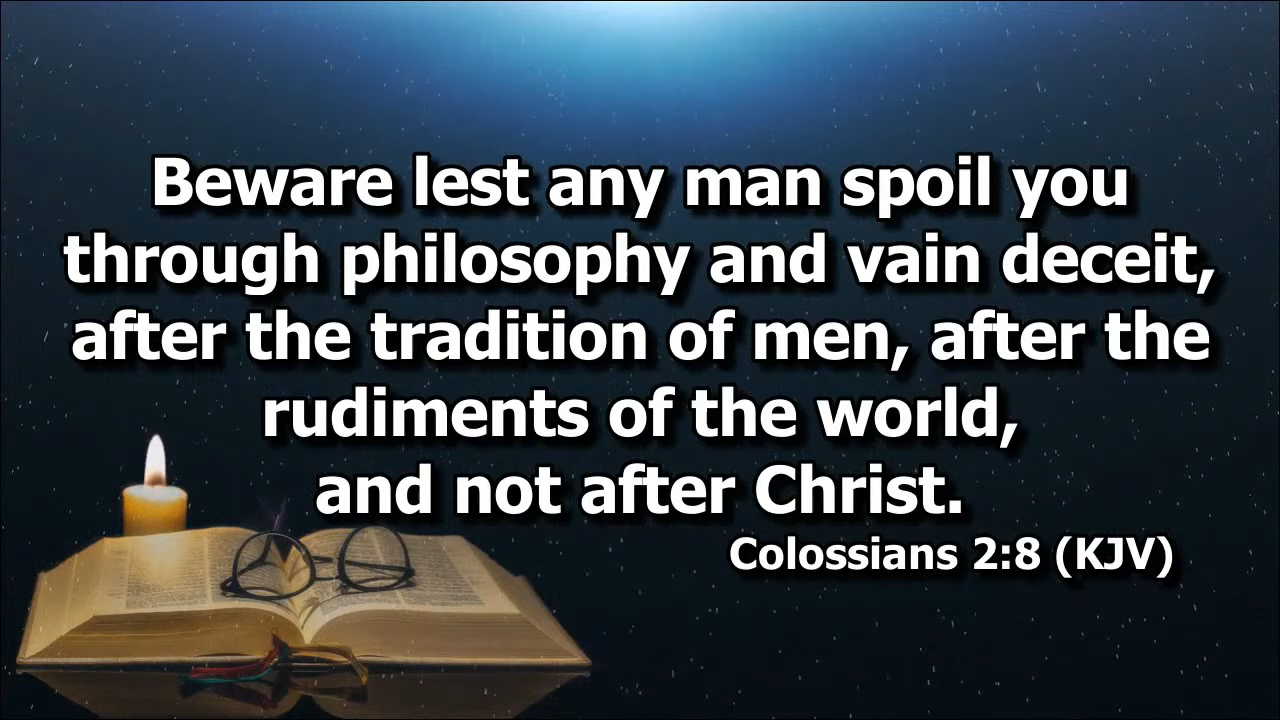 Beware lest any man spoil you
through philosophy and vain deceit,
after the tradition of men, after the
rudiments of the world,
and not after Christ.
Colossians 2:8 (KJV)